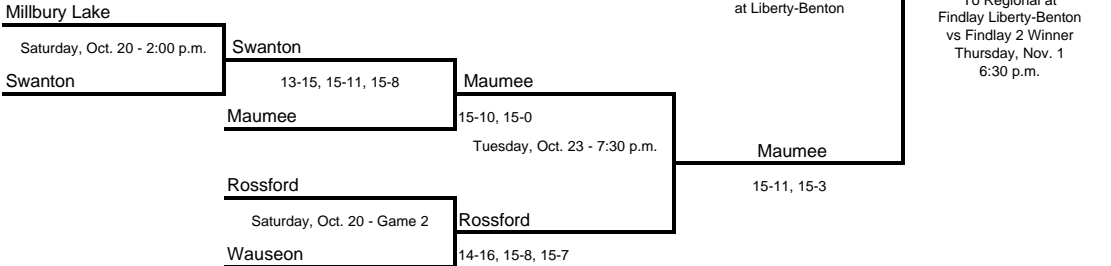 Millbury Lake
at Liberty-Benton
To Regional at
Findlay Liberty-Benton
vs Findlay 2 Winner
Thursday, Nov. 1
6:30 p.m.
Saturday, Oct. 20 - 2:00 p.m.
Swanton
Swanton
13-15, 15-11, 15-8
Maumee
Maumee
15-10, 15-0
Tuesday, Oct. 23 - 7:30 p.m.
Maumee
15-11, 15-3
Rossford
Saturday, Oct. 20 - Game 2
Rossford
Wauseon
14-16, 15-8, 15-7